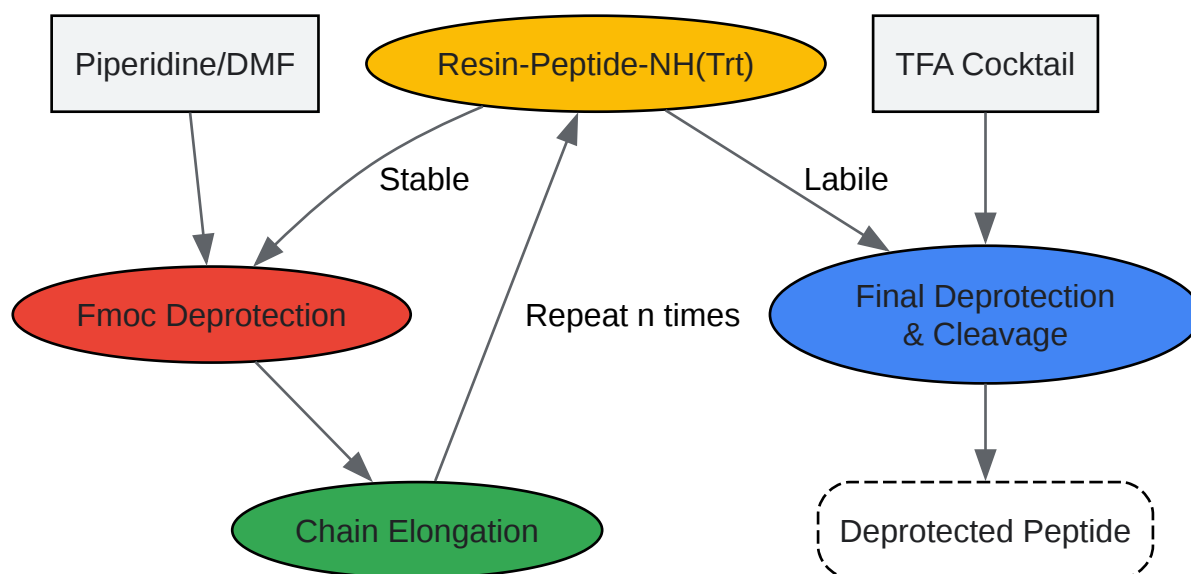 Piperidine/DMF
Resin-Peptide-NH(Trt)
TFA Cocktail
Stable
Labile
Fmoc Deprotection
Repeat n times
Final Deprotection
& Cleavage
Chain Elongation
Deprotected Peptide